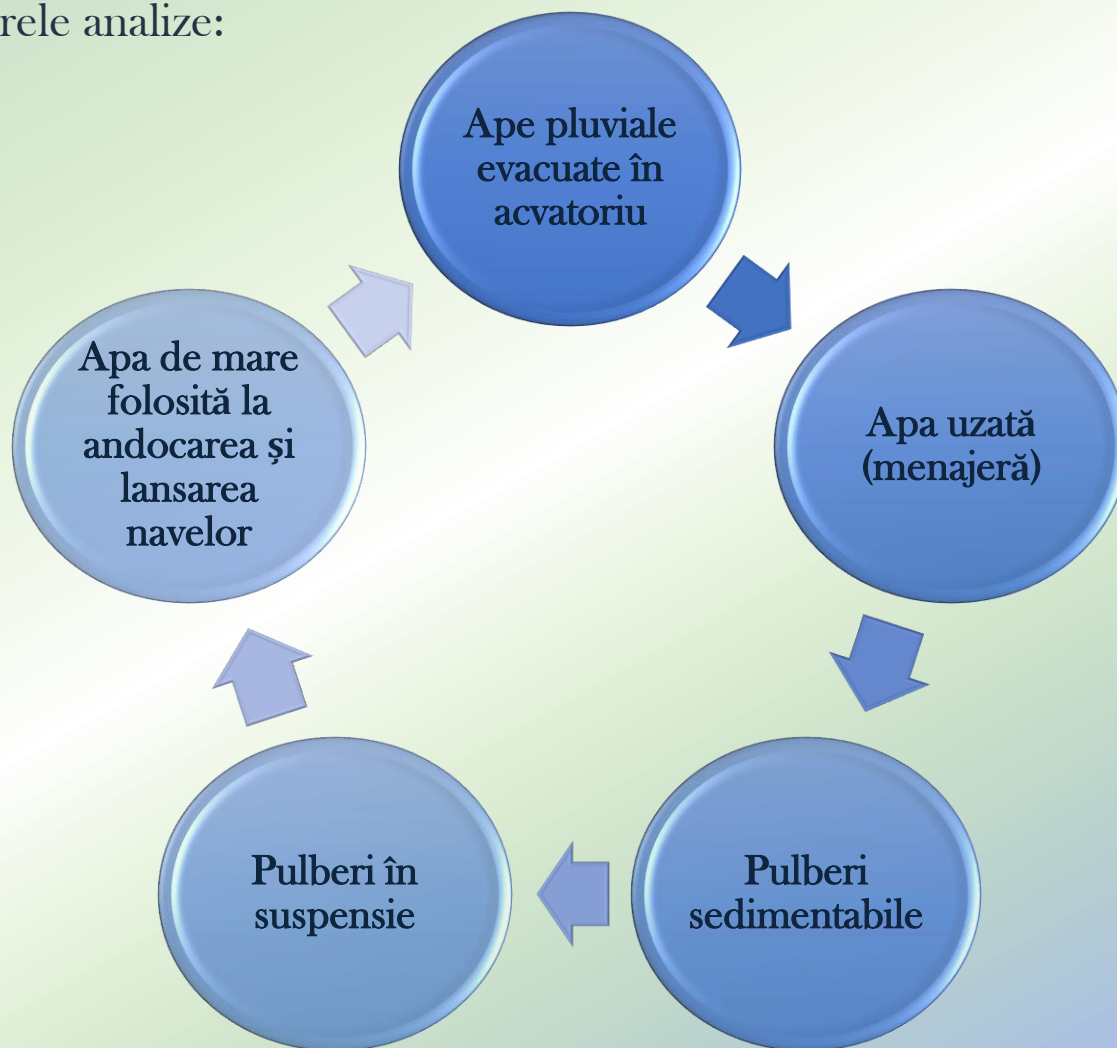 rele analize:
Ape pluviale
evacuate în
acvatoriu
Apa uzată
(menajeră)
Pulberi
sedimentabile
Pulberi în
suspensie
Apa de mare
folosită la
andocarea și
lansarea
navelor